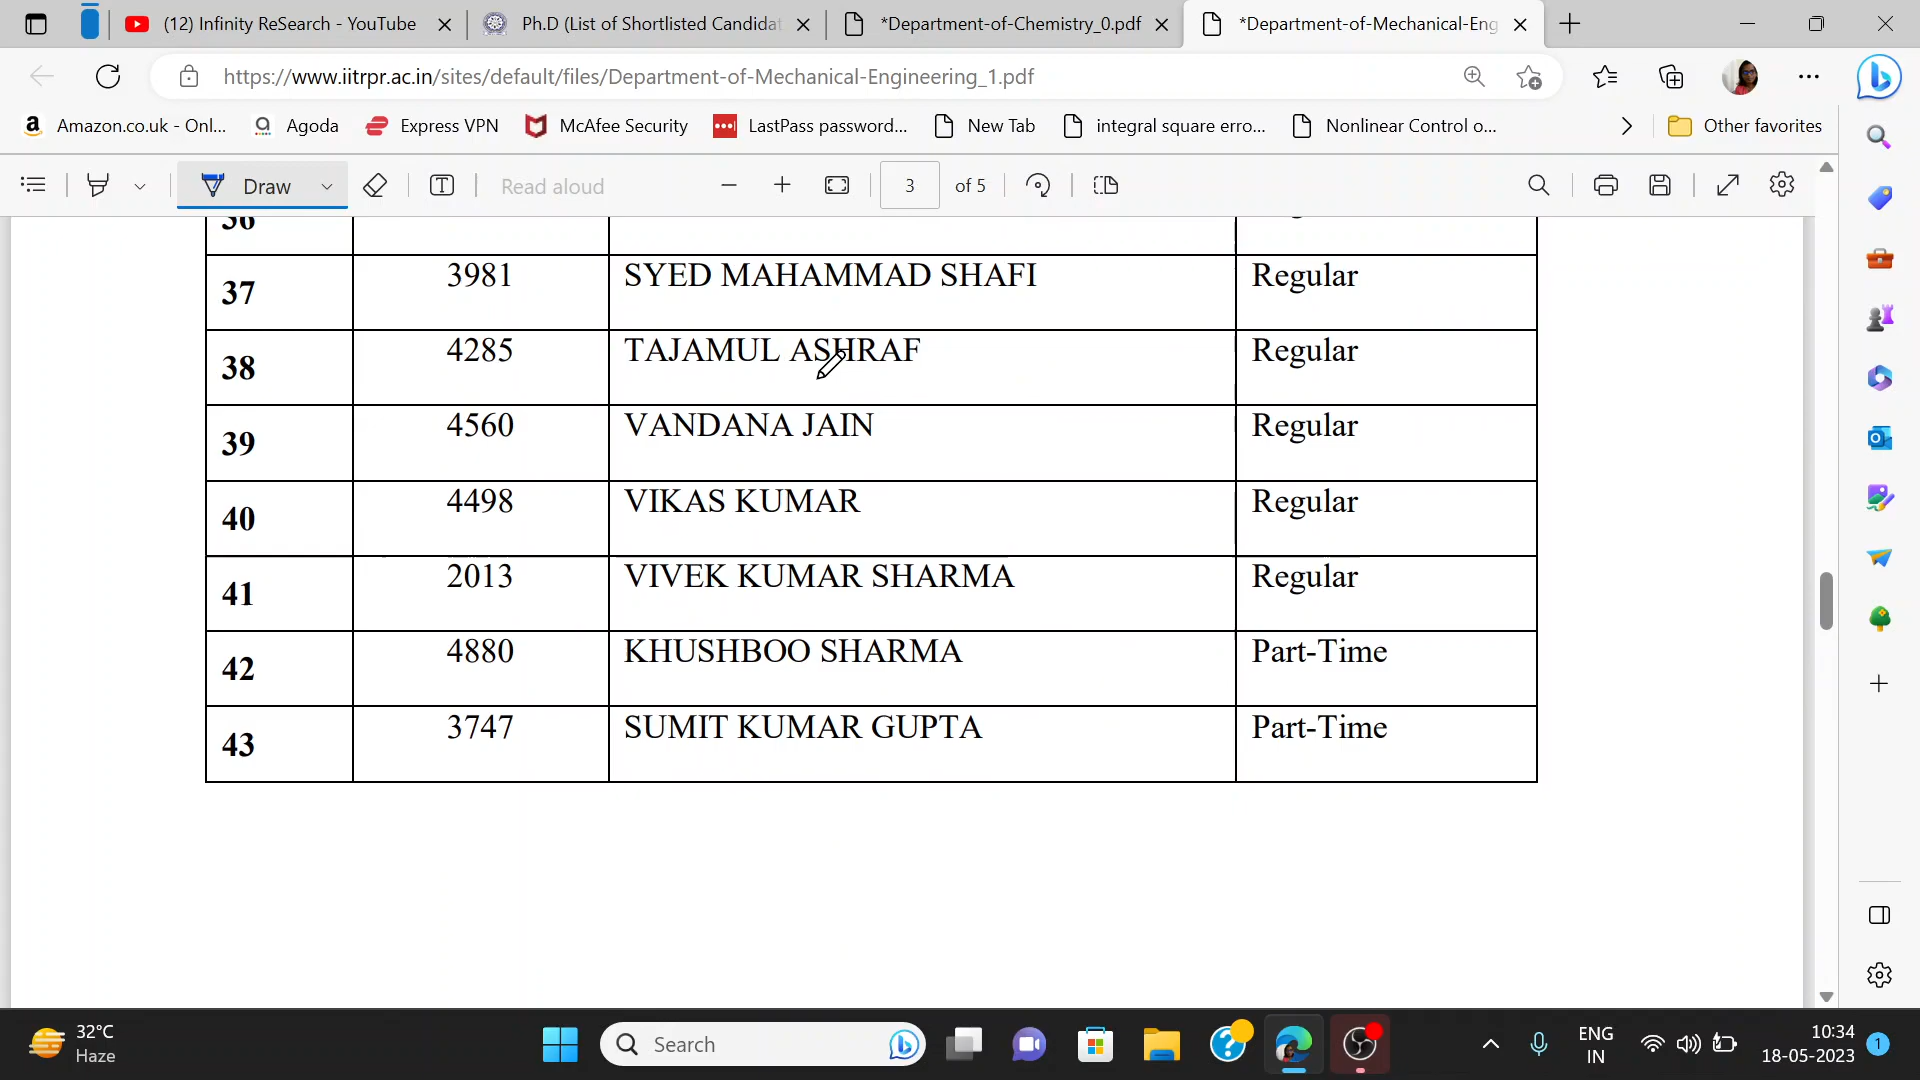 (12) Infinity ReSearch - YouTube
Ph.D (List of Shortlisted Candidat
*Department-of-Chemistry_0.pdf
*Department-of-Mechanical-Eng
https://www.iitrpr.ac.in/sites/default/files/Department-of-Mechanical-Engineering_1.pdf
Amazon.co.uk - Onl...
Agoda
Express VPN
McAfee Security
LastPass password...
New Tab
integral square erro...
Nonlinear Control o...
Other favorites
Draw
Read aloud
3 of 5
36
37 3981 SYED MAHAMMAD SHAFI Regular
38 4285 TAJAMUL ASHRAF Regular
39 4560 VANDANA JAIN Regular
40 4498 VIKAS KUMAR Regular
41 2013 VIVEK KUMAR SHARMA Regular
42 4880 KHUSHBOO SHARMA Part-Time
43 3747 SUMIT KUMAR GUPTA Part-Time
32°C
Haze
Search
ENG
IN
10:34
18-05-2023
1